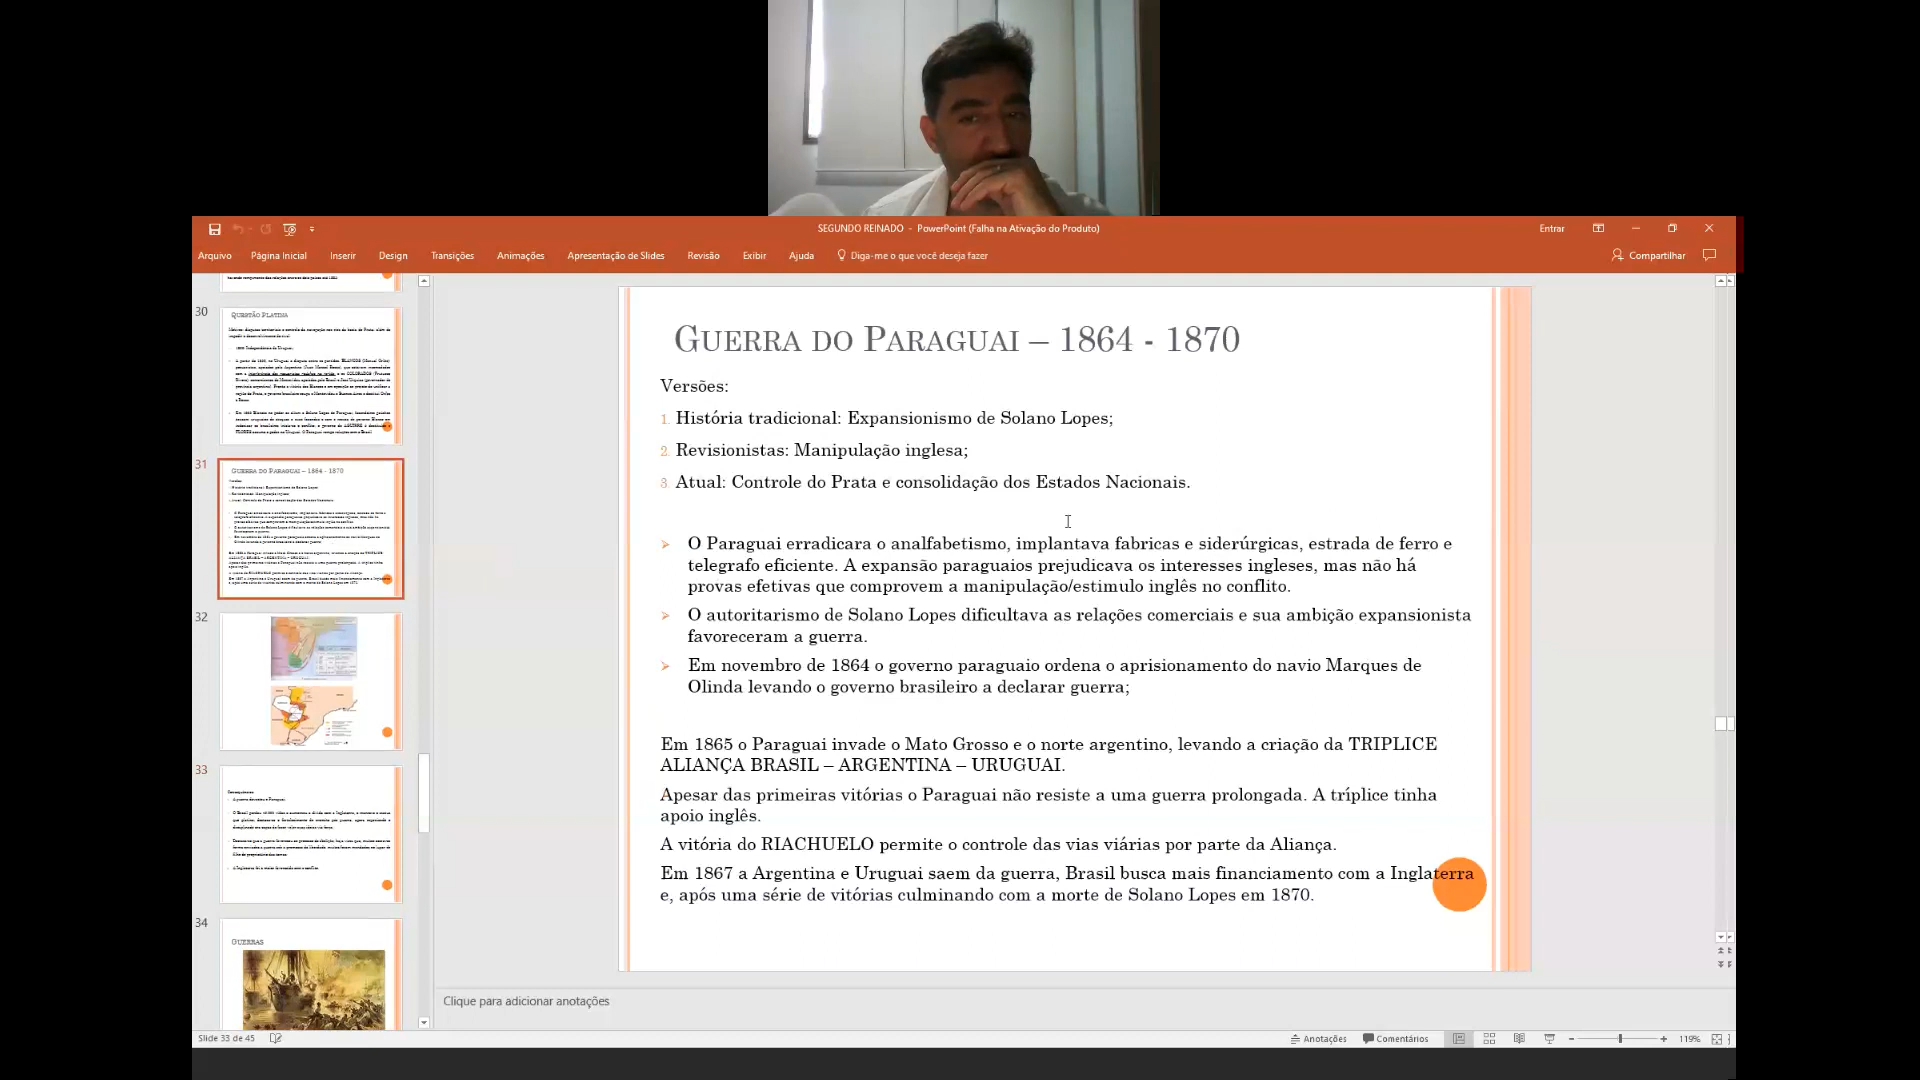 SEGUNDO REINADO - PowerPoint (Falha na Ativação do Produto)
Entrar
Arquivo Página Inicial Inserir Design Transições Animações Apresentação de Slides Revisão Exibir Ajuda Diga-me o que você deseja fazer
Compartilhar
30
QUESTÃO PLATINA
31
GUERRA DO PARAGUAI – 1864 - 1870
32
33
34
GUERRAS
GUERRA DO PARAGUAI – 1864 - 1870
Versões:
1. História tradicional: Expansionismo de Solano Lopes;
2. Revisionistas: Manipulação inglesa;
3. Atual: Controle do Prata e consolidação dos Estados Nacionais.
O Paraguai erradicara o analfabetismo, implantava fabricas e siderúrgicas, estrada de ferro e
telegrafo eficiente. A expansão paraguaios prejudicava os interesses ingleses, mas não há
provas efetivas que comprovem a manipulação/estimulo inglês no conflito.
O autoritarismo de Solano Lopes dificultava as relações comerciais e sua ambição expansionista
favoreceram a guerra.
Em novembro de 1864 o governo paraguaio ordena o aprisionamento do navio Marques de
Olinda levando o governo brasileiro a declarar guerra;
Em 1865 o Paraguai invade o Mato Grosso e o norte argentino, levando a criação da TRIPLICE
ALIANÇA BRASIL – ARGENTINA – URUGUAI.
Apesar das primeiras vitórias o Paraguai não resiste a uma guerra prolongada. A tríplice tinha
apoio inglês.
A vitória do RIACHUELO permite o controle das vias viárias por parte da Aliança.
Em 1867 a Argentina e Uruguai saem da guerra, Brasil busca mais financiamento com a Inglaterra
e, após uma série de vitórias culminando com a morte de Solano Lopes em 1870.
Clique para adicionar anotações
Slide 33 de 45
Anotações Comentários 119%